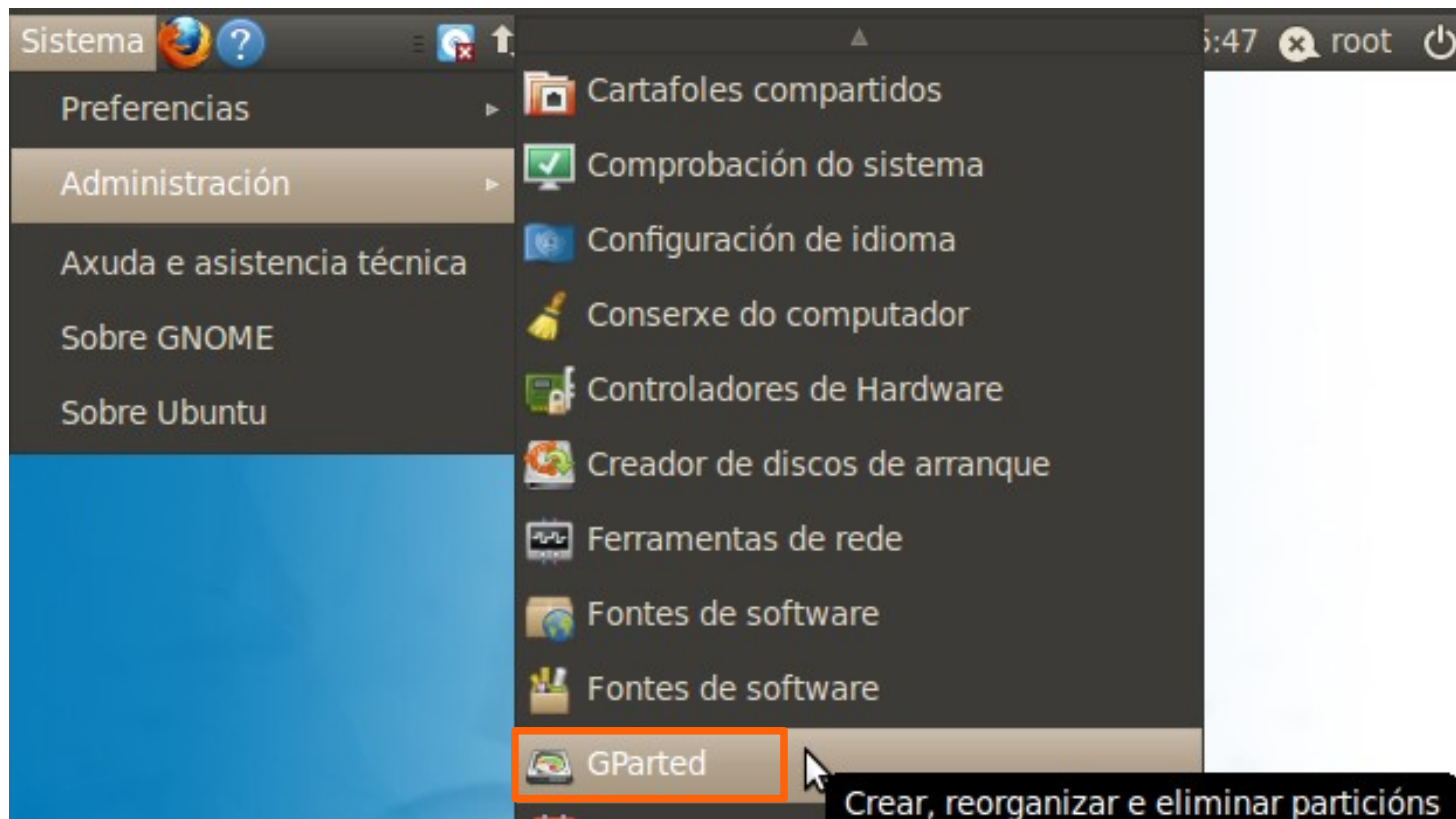 Sistema
5:47 root
Preferencias
Administración
Axuda e asistencia técnica
Sobre GNOME
Sobre Ubuntu
Cartafoles compartidos
Comprobación do sistema
Configuración de idioma
Conserxe do computador
Controladores de Hardware
Creador de discos de arranque
Ferramentas de rede
Fontes de software
Fontes de software
GParted
Crear, reorganizar e eliminar particións